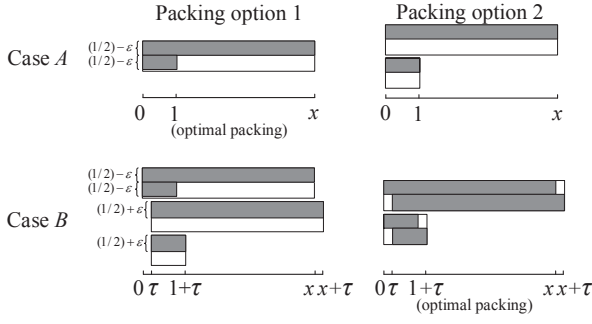 Packing option 1
Packing option 2
Case A
(1/2) − ε {
(1/2) − ε {
0 1 x
(optimal packing)
0 1 x
Case B
(1/2) − ε {
(1/2) − ε {
(1/2) + ε {
(1/2) + ε {
0 τ 1+τ x x+τ
0 τ 1+τ x x+τ
(optimal packing)